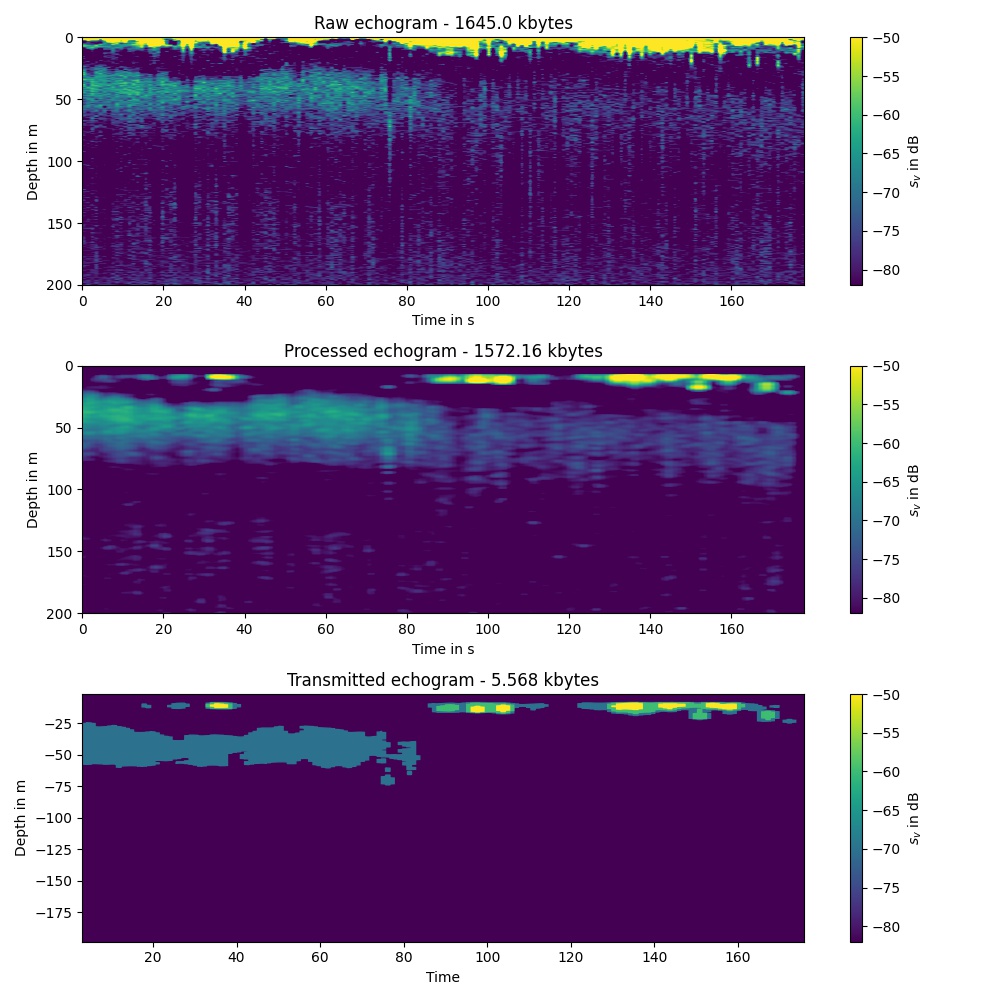 Raw echogram - 1645.0 kbytes
0
50
100
150
200
Depth in m
0 20 40 60 80 100 120 140 160
Time in s
−50
−55
−60
−65
−70
−75
−80
sv in dB
Processed echogram - 1572.16 kbytes
0
50
100
150
200
Depth in m
0 20 40 60 80 100 120 140 160
Time in s
−50
−55
−60
−65
−70
−75
−80
sv in dB
Transmitted echogram - 5.568 kbytes
−25
−50
−75
−100
−125
−150
−175
Depth in m
20 40 60 80 100 120 140 160
Time
−50
−55
−60
−65
−70
−75
−80
sv in dB